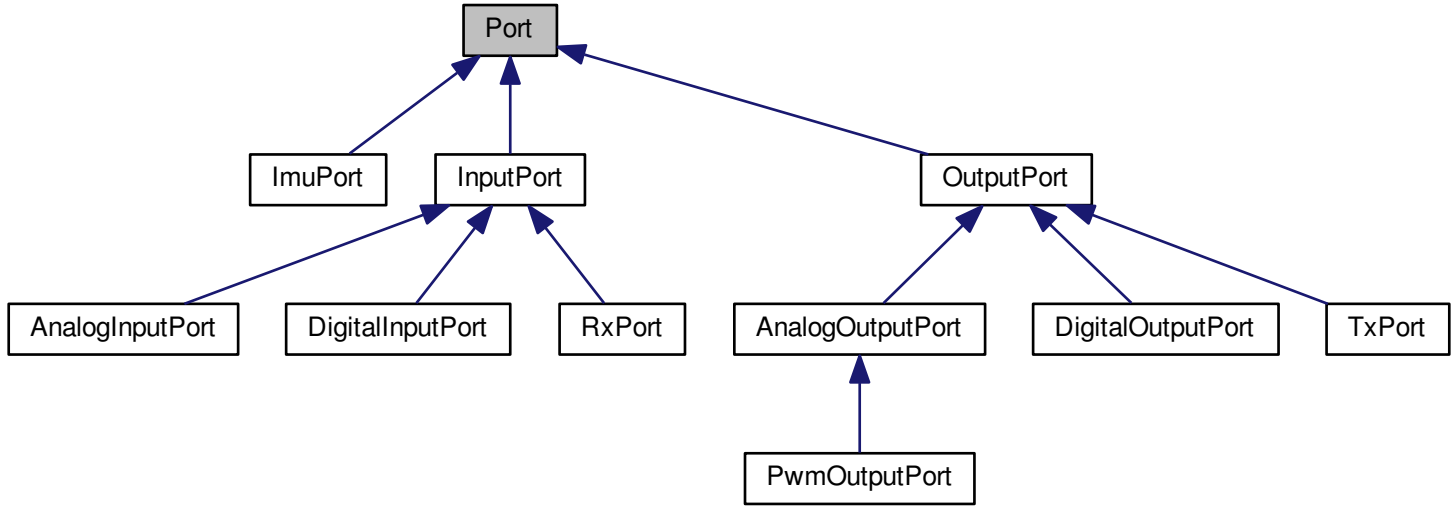 Port
ImuPort
InputPort
OutputPort
AnalogInputPort
DigitalInputPort
RxPort
AnalogOutputPort
DigitalOutputPort
TxPort
PwmOutputPort